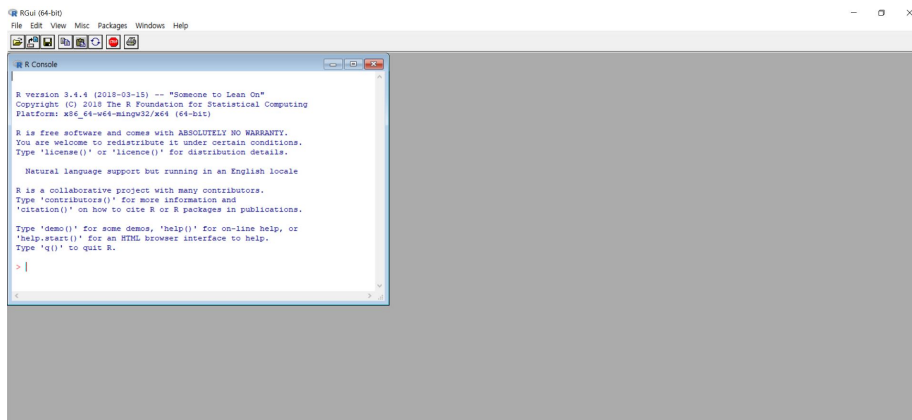 RGui (64-bit)
File Edit View Misc Packages Windows Help
STOP
R Console
R version 3.4.4 (2018-03-15) -- "Someone to Lean On"
Copyright (C) 2018 The R Foundation for Statistical Computing
Platform: x86_64-w64-mingw32/x64 (64-bit)
R is free software and comes with ABSOLUTELY NO WARRANTY.
You are welcome to redistribute it under certain conditions.
Type 'license()' or 'licence()' for distribution details.
Natural language support but running in an English locale
R is a collaborative project with many contributors.
Type 'contributors()' for more information and
'citation()' on how to cite R or R packages in publications.
Type 'demo()' for some demos, 'help()' for on-line help, or
'help.start()' for an HTML browser interface to help.
Type 'q()' to quit R.
>